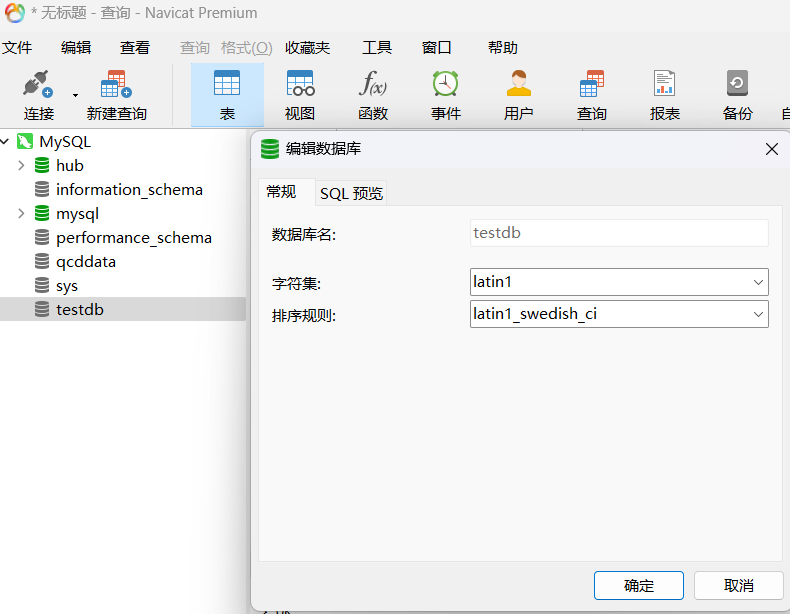 * 无标题 - 查询 - Navicat Premium
文件 编辑 查看 查询 格式(O) 收藏夹 工具 窗口 帮助
连接 新建查询 表 视图 f(x) 函数 事件 用户 查询 报表 备份
MySQL
hub
information_schema
mysql
performance_schema
qcddata
sys
testdb
编辑数据库
常规 SQL 预览
数据库名: testdb
字符集: latin1
排序规则: latin1_swedish_ci
确定 取消